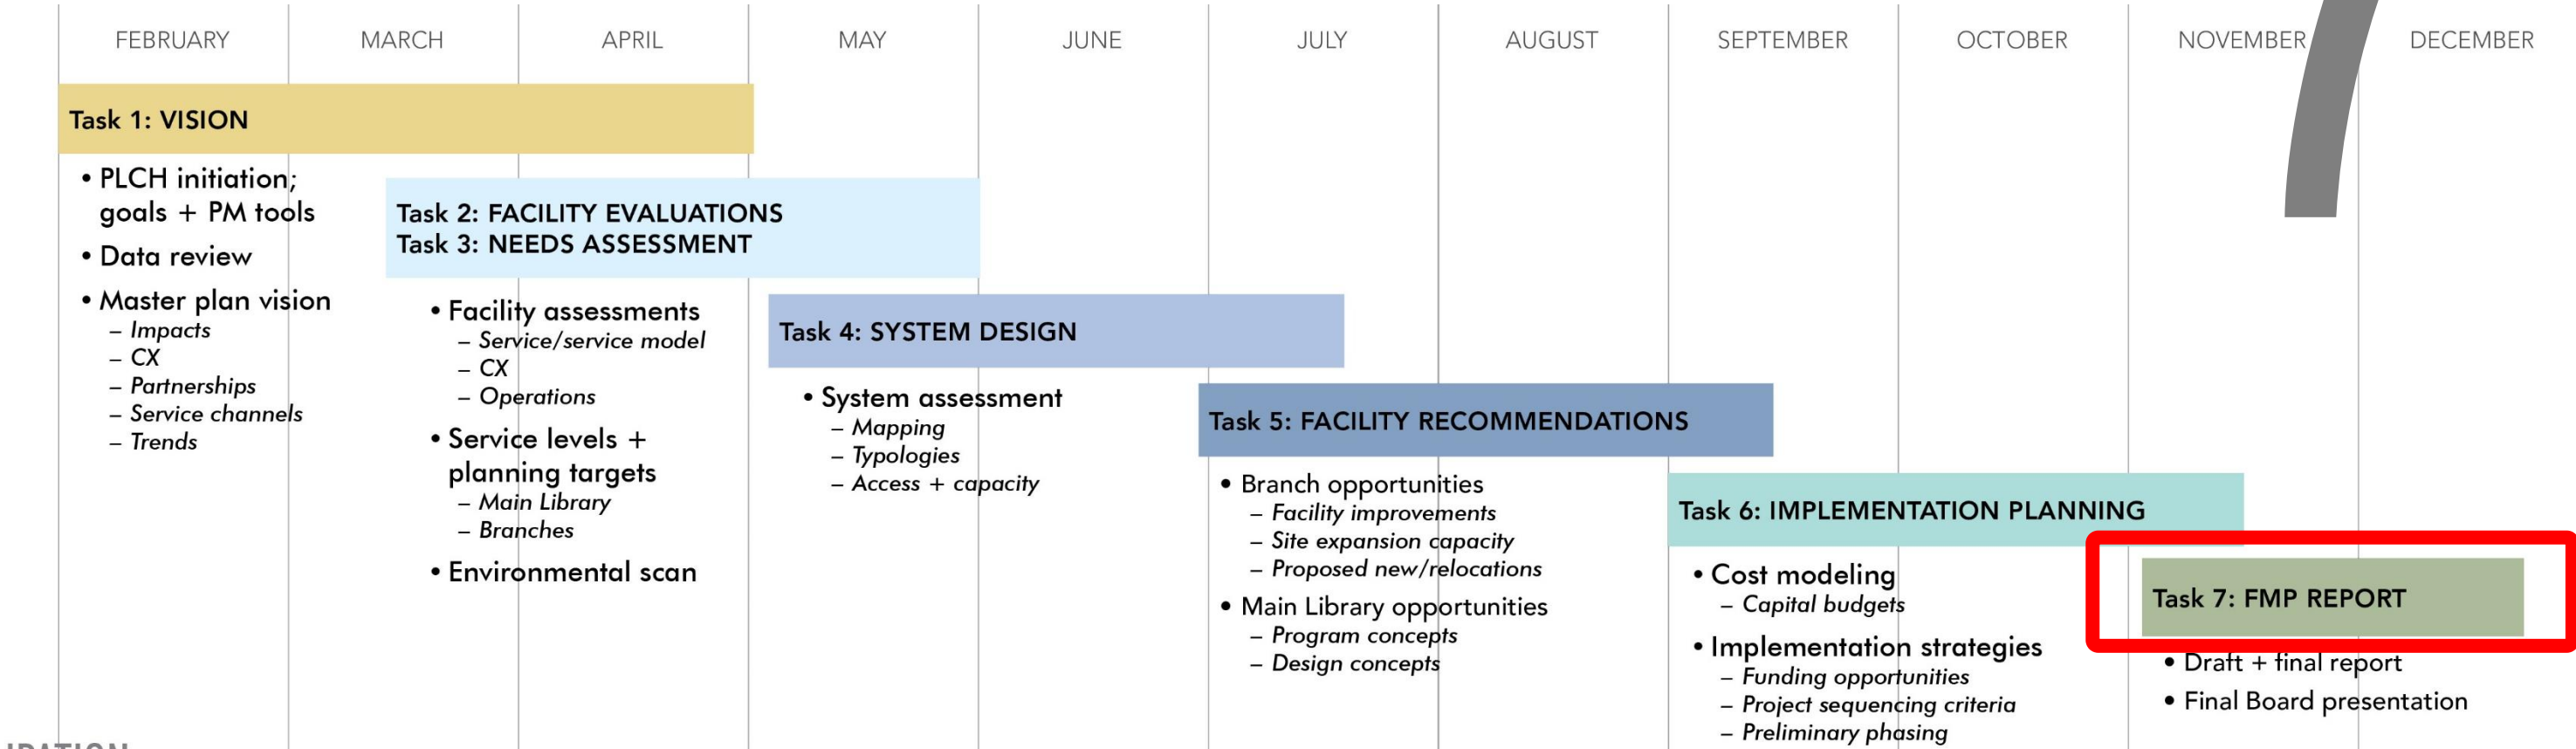 FEBRUARY MARCH APRIL MAY JUNE JULY AUGUST SEPTEMBER OCTOBER NOVEMBER DECEMBER
Task 1: VISION
• PLCH initiation;
goals + PM tools
• Data review
• Master plan vision
– Impacts
– CX
– Partnerships
– Service channels
– Trends
Task 2: FACILITY EVALUATIONS
Task 3: NEEDS ASSESSMENT
• Facility assessments
– Service/service model
– CX
– Operations
• Service levels +
planning targets
– Main Library
– Branches
• Environmental scan
Task 4: SYSTEM DESIGN
• System assessment
– Mapping
– Typologies
– Access + capacity
Task 5: FACILITY RECOMMENDATIONS
• Branch opportunities
– Facility improvements
– Site expansion capacity
– Proposed new/relocations
• Main Library opportunities
– Program concepts
– Design concepts
Task 6: IMPLEMENTATION PLANNING
• Cost modeling
– Capital budgets
• Implementation strategies
– Funding opportunities
– Project sequencing criteria
– Preliminary phasing
Task 7: FMP REPORT
• Draft + final report
• Final Board presentation